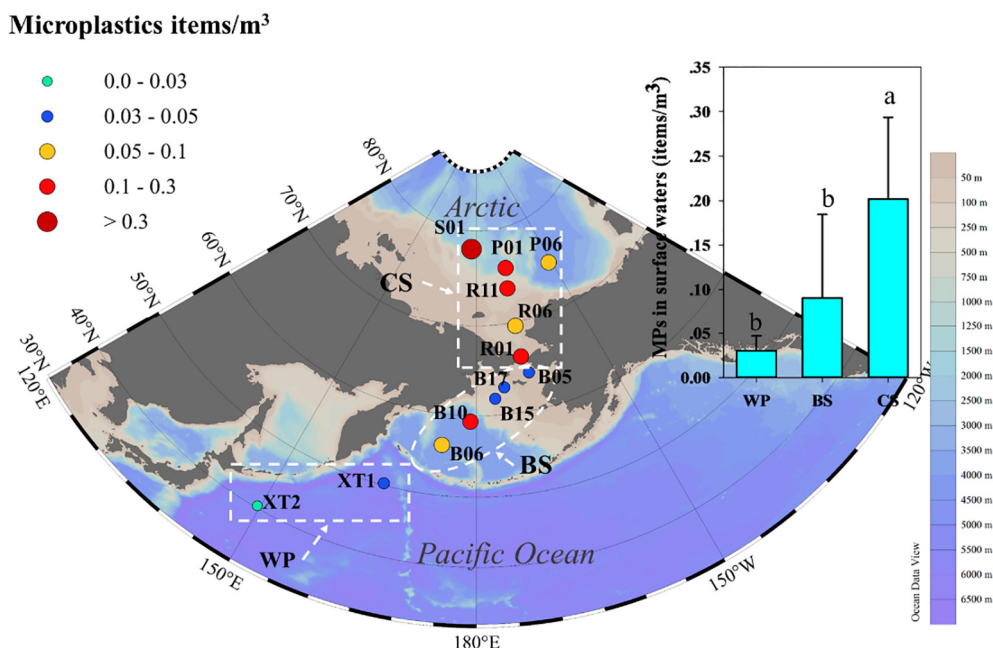 Microplastics items/m³
0.0 - 0.03
0.03 - 0.05
0.05 - 0.1
0.1 - 0.3
> 0.3
80°N
70°N
60°N
50°N
40°N
30°N
120°E
150°E
180°E
150°W
120°W
Arctic
S01
P01
P06
CS
R11
R06
R01
B17
B05
B15
B10
B06
BS
XT1
XT2
WP
Pacific Ocean
MPs in surface waters (items/m³)
.35
.30
.25
.20
.15
.10
.05
0.00
b
b
a
WP
BS
CS
50 m
100 m
250 m
500 m
750 m
1000 m
1250 m
1500 m
2000 m
2500 m
3000 m
3500 m
4000 m
4500 m
5000 m
5500 m
6000 m
6500 m
Ocean Data View